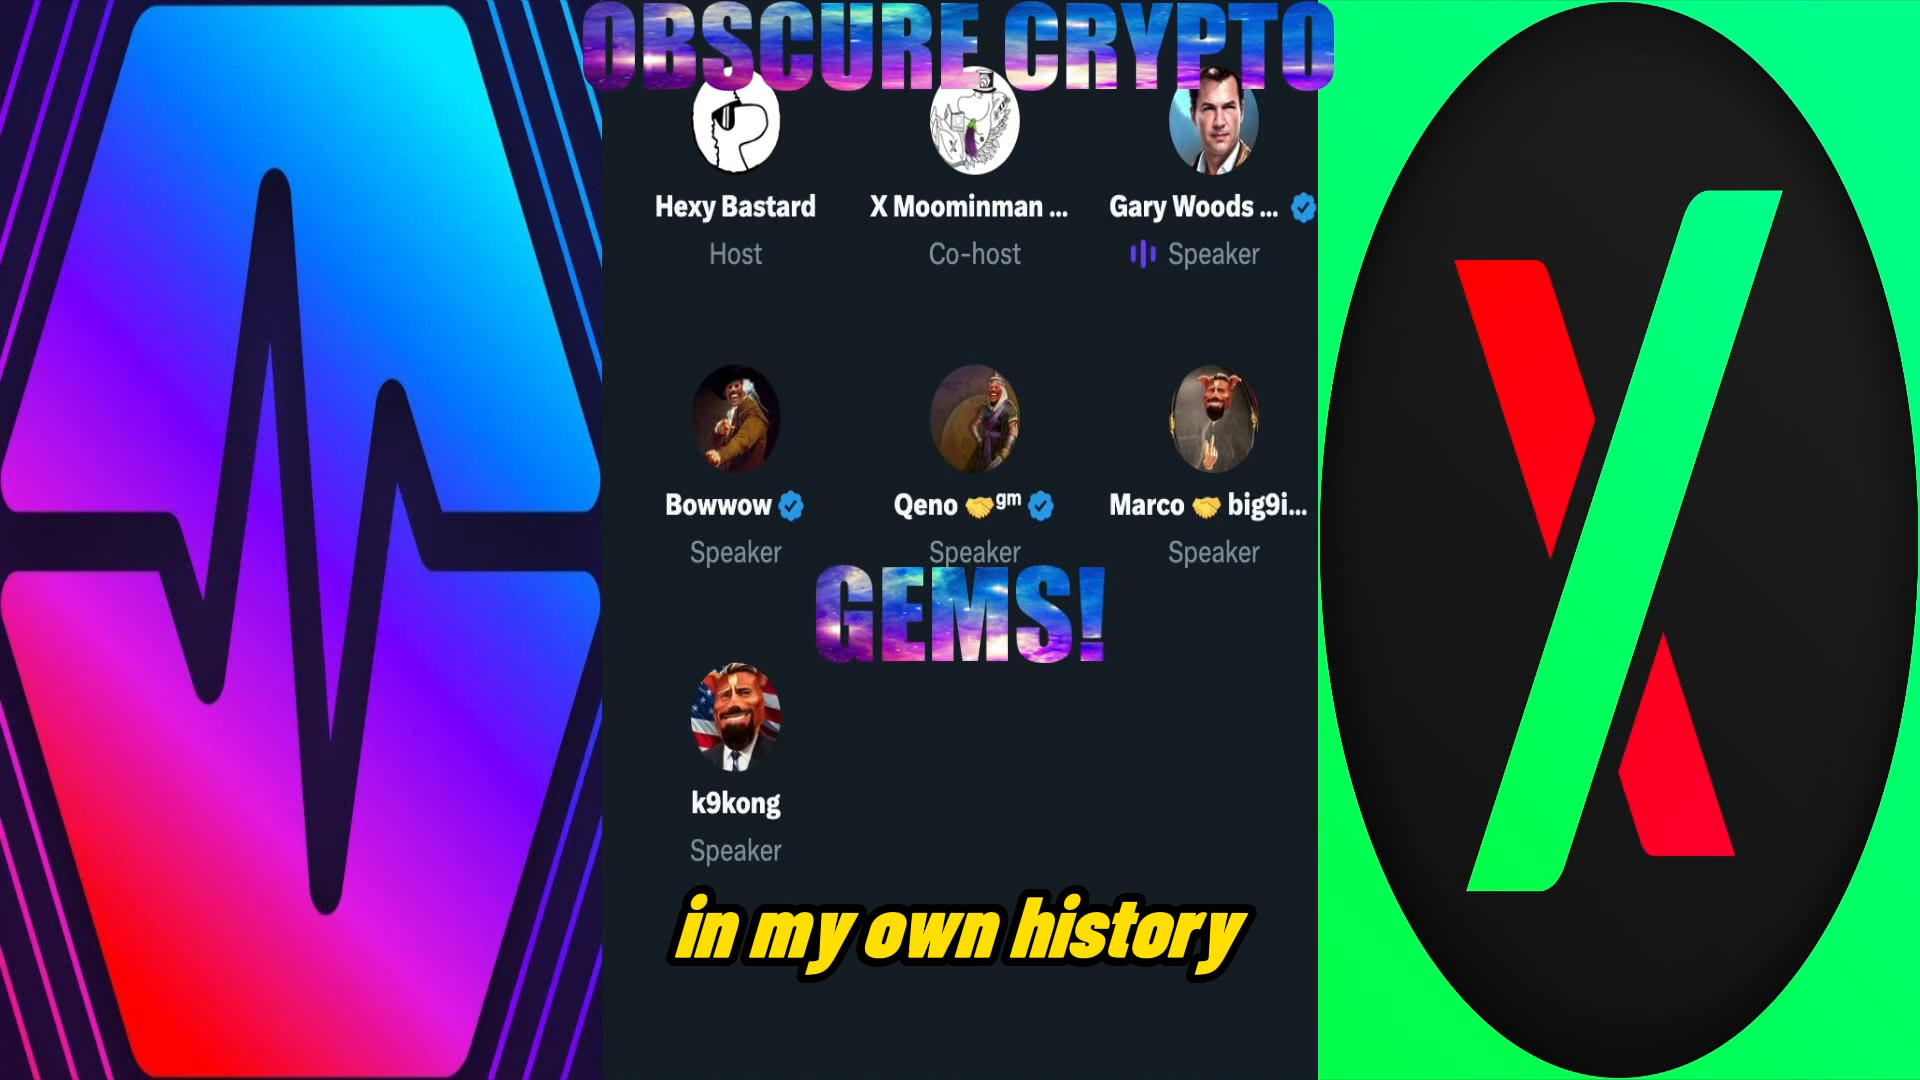 OBSCURE CRYPTO
Hexy Bastard
Host
X Moominman ...
Co-host
Gary Woods ...
Speaker
Bowwow
Speaker
Qeno 🤝gm
Speaker
Marco 🤝 big9i...
Speaker
GEMS!
k9kong
Speaker
in my own history